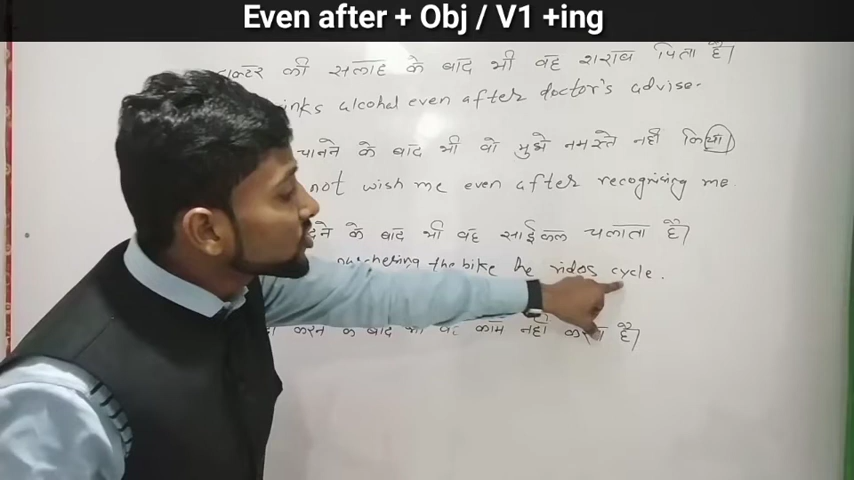 Even after + Obj / V1 +ing
की सलाह के बाद भी वह शराब पिता है|
alcohol even after doctor's advise.
के बाद भी वो मुझे नमस्ते नहीं किया
not wish me even after recognising me.
के बाद भी वह साईकल चलाता है|
the bike he rides cycle.
करने के बाद भी वह काम नहीं करता है|